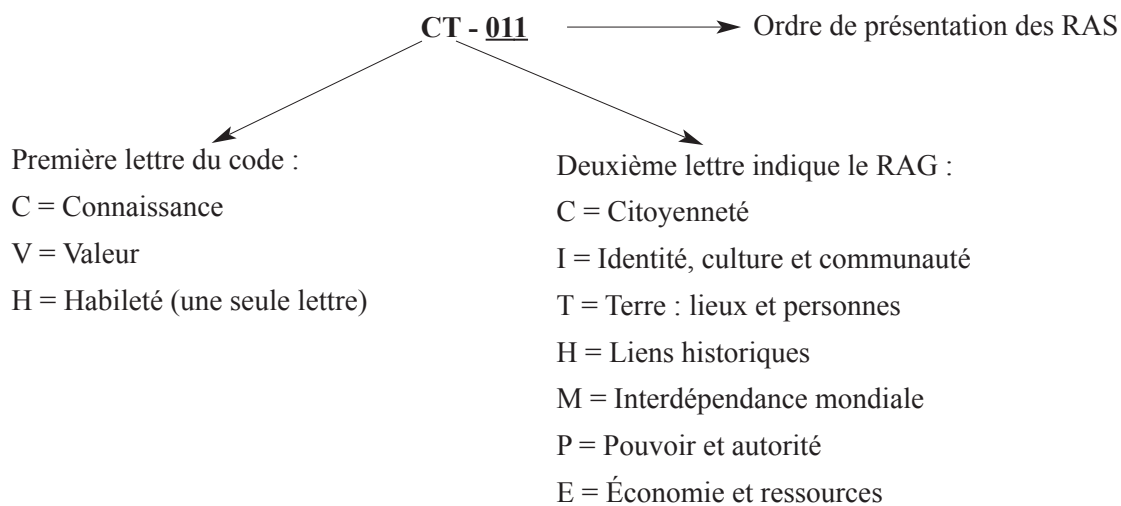 CT - 011
Ordre de présentation des RAS
Première lettre du code :
C = Connaissance
V = Valeur
H = Habileté (une seule lettre)
Deuxième lettre indique le RAG :
C = Citoyenneté
I = Identité, culture et communauté
T = Terre : lieux et personnes
H = Liens historiques
M = Interdépendance mondiale
P = Pouvoir et autorité
E = Économie et ressources